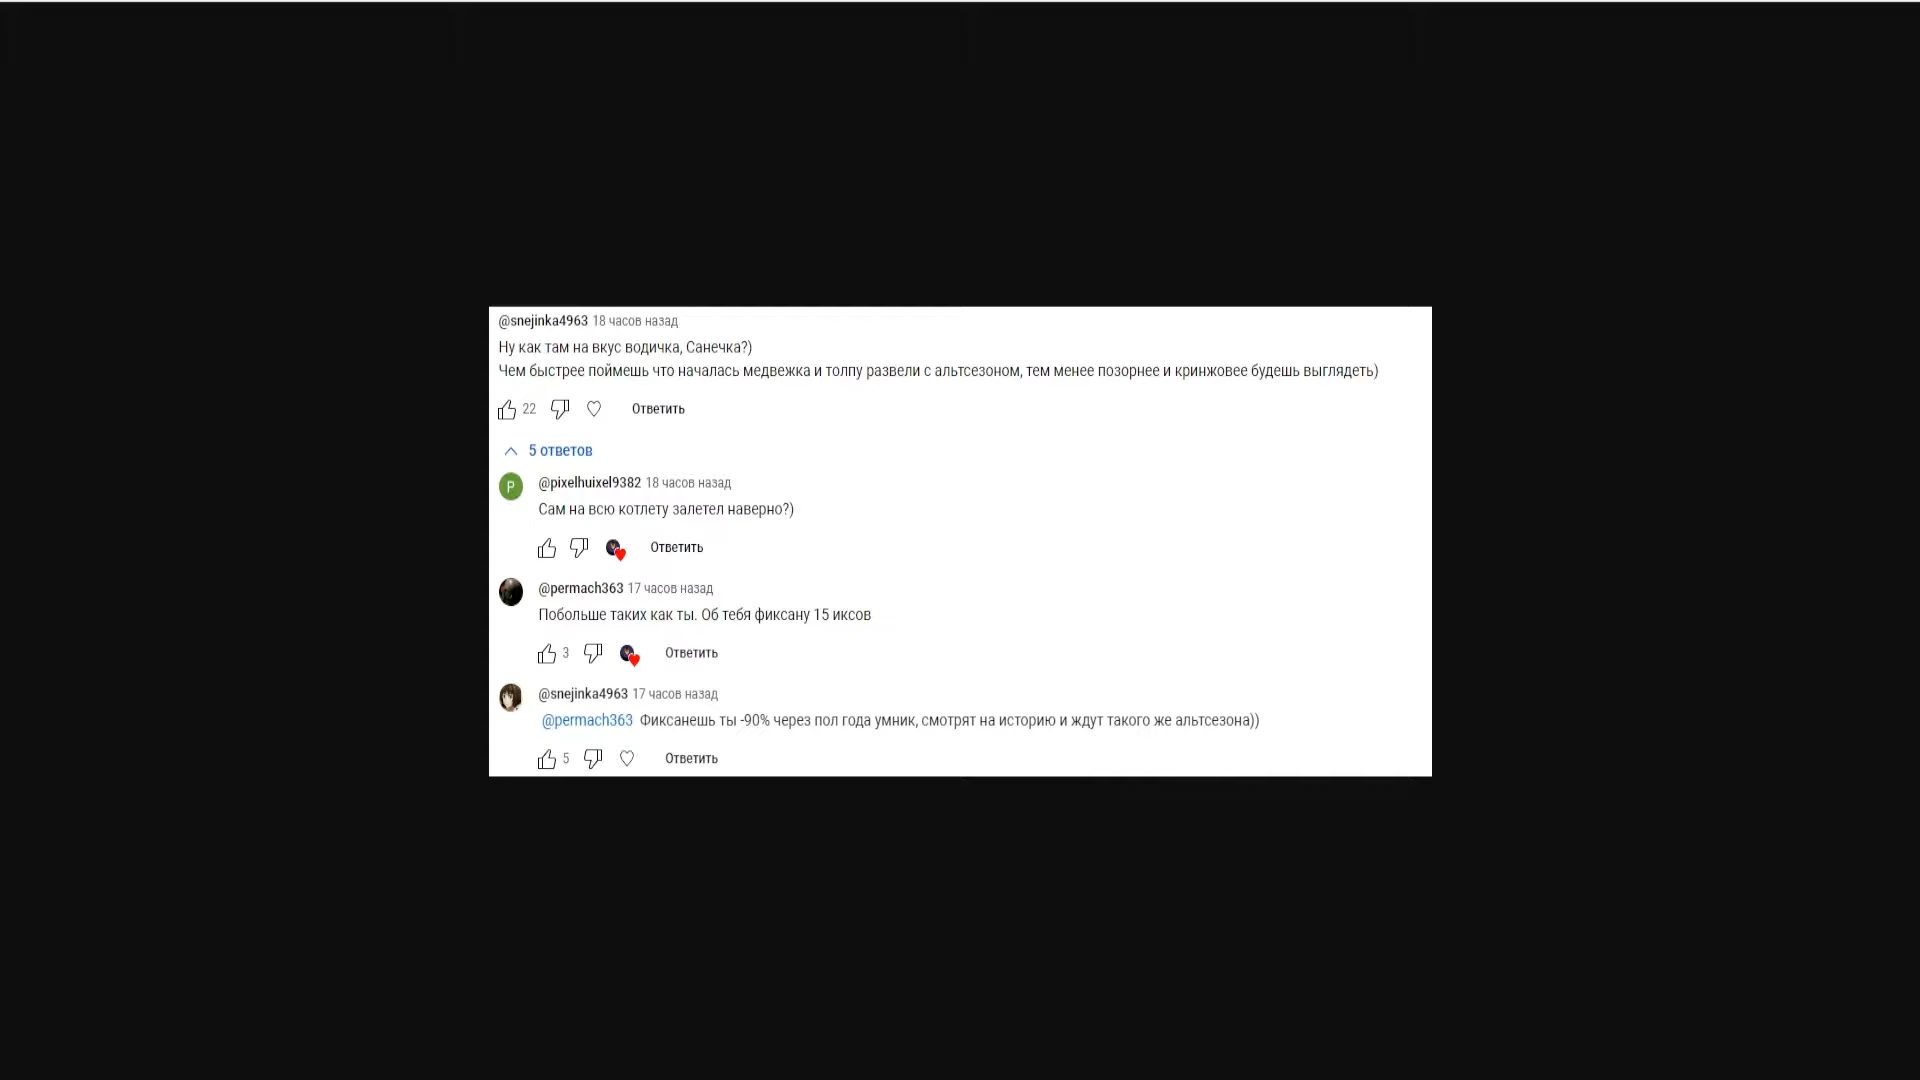 @snejinka4963 18 часов назад
Ну как там на вкус водичка, Санечка?)
Чем быстрее поймешь что началась медвежка и толпу развели с альтсезоном, тем менее позорнее и кринжовее будешь выглядеть)
22 Ответить
5 ответов
P @pixelhuixel9382 18 часов назад
Сам на всю котлету залетел наверно?)
Ответить
@permach363 17 часов назад
Побольше таких как ты. Об тебя фиксану 15 иксов
3 Ответить
@snejinka4963 17 часов назад
@permach363 Фиксанешь ты -90% через пол года умник, смотрят на историю и ждут такого же альтсезона))
5 Ответить